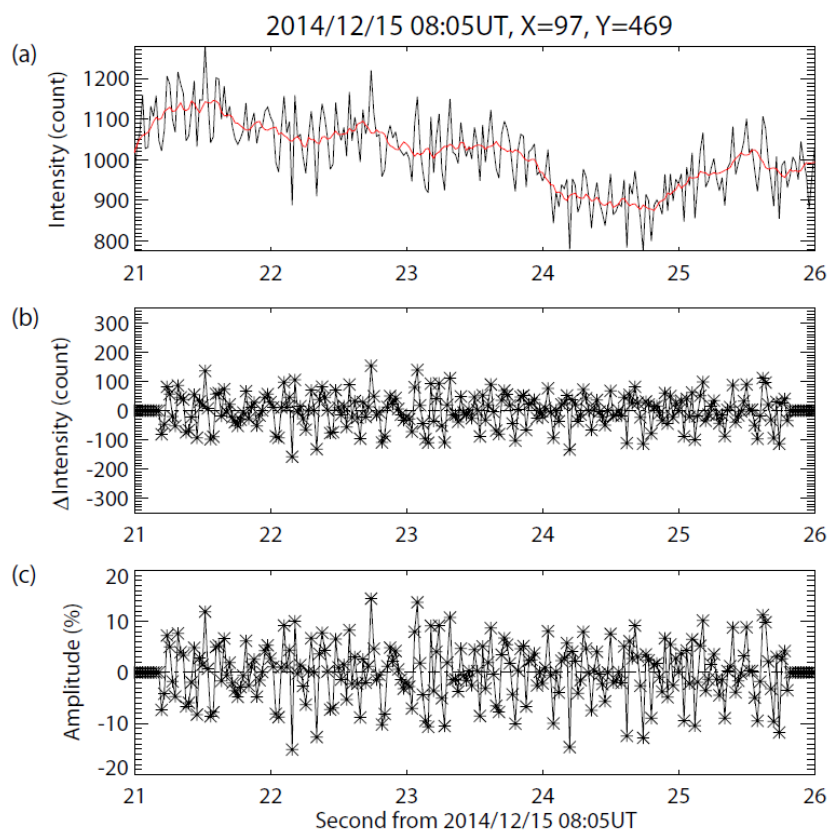 2014/12/15 08:05UT, X=97, Y=469
(a)
Intensity (count)
1200
1100
1000
900
800
21 22 23 24 25 26
(b)
ΔIntensity (count)
300
200
100
0
-100
-200
-300
21 22 23 24 25 26
(c)
Amplitude (%)
20
10
0
-10
-20
21 22 23 24 25 26
Second from 2014/12/15 08:05UT